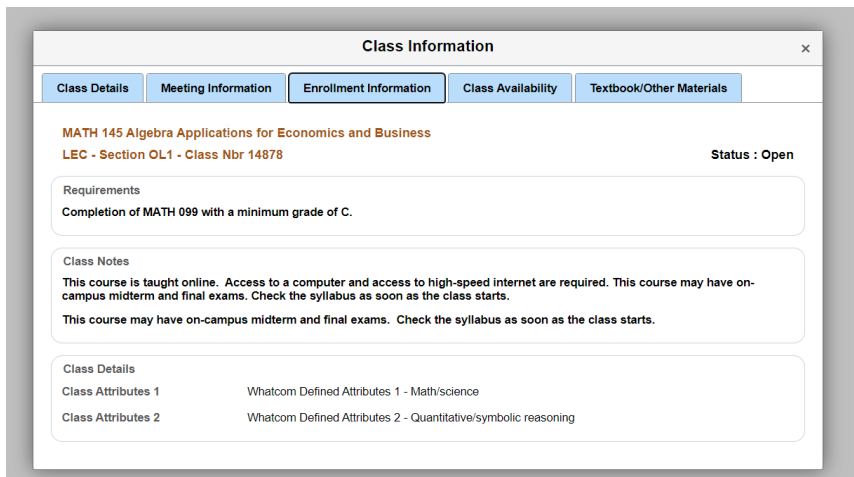 Class Information
×
Class Details
Meeting Information
Enrollment Information
Class Availability
Textbook/Other Materials
MATH 145 Algebra Applications for Economics and Business
LEC - Section OL1 - Class Nbr 14878
Status : Open
Requirements
Completion of MATH 099 with a minimum grade of C.
Class Notes
This course is taught online.  Access to a computer and access to high-speed internet are required. This course may have on-
campus midterm and final exams. Check the syllabus as soon as the class starts.
This course may have on-campus midterm and final exams.  Check the syllabus as soon as the class starts.
Class Details
Class Attributes 1
Whatcom Defined Attributes 1 - Math/science
Class Attributes 2
Whatcom Defined Attributes 2 - Quantitative/symbolic reasoning